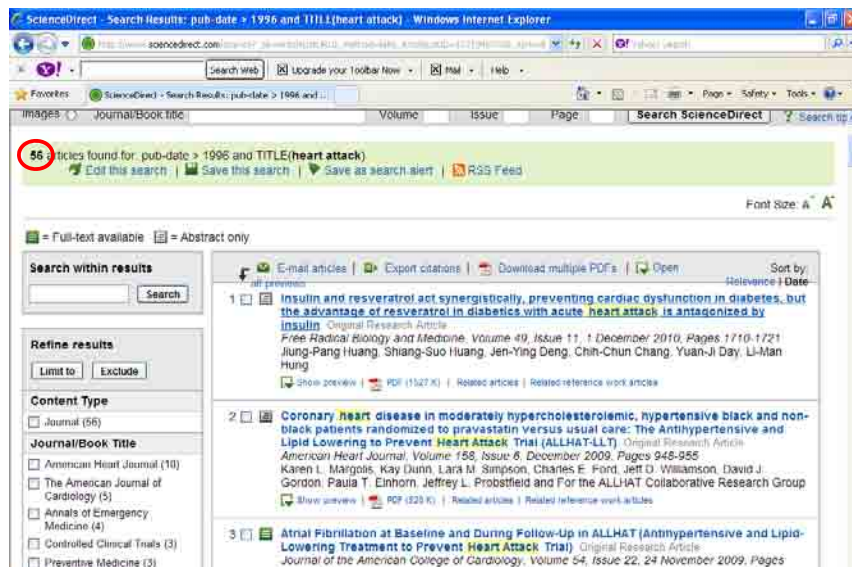 ScienceDirect - Search Results: pub-date > 1996 and TITLE(heart attack) - Windows Internet Explorer
sciencedirect.com
Search Web Upgrade your Toolbar Now Mail Help
Favorites ScienceDirect - Search Results: pub-date > 1996 and ... Page Safety Tools
Images Journal/Book title Volume Issue Page Search ScienceDirect ? Search tip
56 articles found for: pub-date > 1996 and TITLE(heart attack)
Edit this search | Save this search | Save as search alert | RSS Feed
Font Size: A- A+
= Full-text available = Abstract only
Search within results
Search
Refine results
Limit to Exclude
Content Type
Journal (56)
Journal/Book Title
American Heart Journal (10)
The American Journal of
Cardiology (5)
Annals of Emergency
Medicine (4)
Controlled Clinical Trials (3)
Preventive Medicine (3)
E-mail articles | Export citations | Download multiple PDFs | Open Sort by:
all previews Relevance | Date
1 Insulin and resveratrol act synergistically, preventing cardiac dysfunction in diabetes, but
the advantage of resveratrol in diabetics with acute heart attack is antagonized by
insulin Original Research Article
Free Radical Biology and Medicine, Volume 49, Issue 11, 1 December 2010, Pages 1710-1721
Jiung-Pang Huang, Shiang-Suo Huang, Jen-Ying Deng, Chih-Chun Chang, Yuan-Ji Day, Li-Man
Hung
Show preview | PDF (1527 K) | Related articles | Related reference work articles
2 Coronary heart disease in moderately hypercholesterolemic, hypertensive black and non-
black patients randomized to pravastatin versus usual care: The Antihypertensive and
Lipid Lowering to Prevent Heart Attack Trial (ALLHAT-LLT) Original Research Article
American Heart Journal, Volume 158, Issue 6, December 2009, Pages 948-955
Karen L. Margolis, Kay Dunn, Lara M. Simpson, Charles E. Ford, Jeff D. Williamson, David J.
Gordon, Paula T. Einhorn, Jeffrey L. Probstfield and For the ALLHAT Collaborative Research Group
Show preview | PDF | Related articles | Related reference work articles
3 Atrial Fibrillation at Baseline and During Follow-Up in ALLHAT (Antihypertensive and Lipid-
Lowering Treatment to Prevent Heart Attack Trial) Original Research Article
Journal of the American College of Cardiology, Volume 54, Issue 22, 24 November 2009, Pages